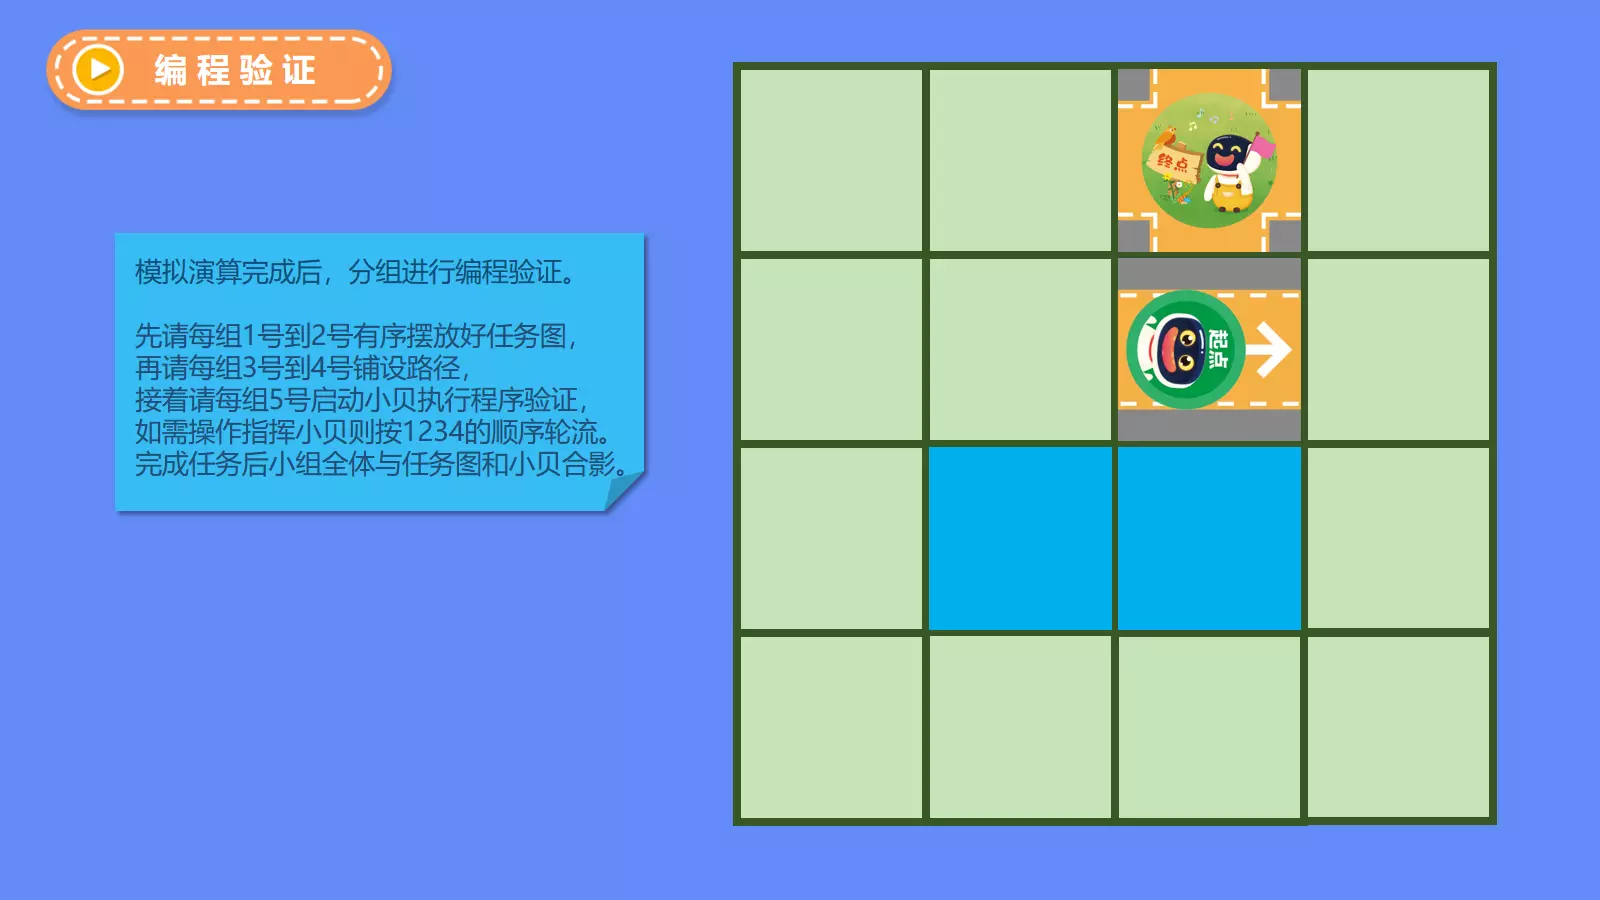 编程验证
模拟演算完成后，分组进行编程验证。
先请每组1号到2号有序摆放好任务图，
再请每组3号到4号铺设路径，
接着请每组5号启动小贝执行程序验证，
如需操作指挥小贝则按1234的顺序轮流。
完成任务后小组全体与任务图和小贝合影。
终点
起点